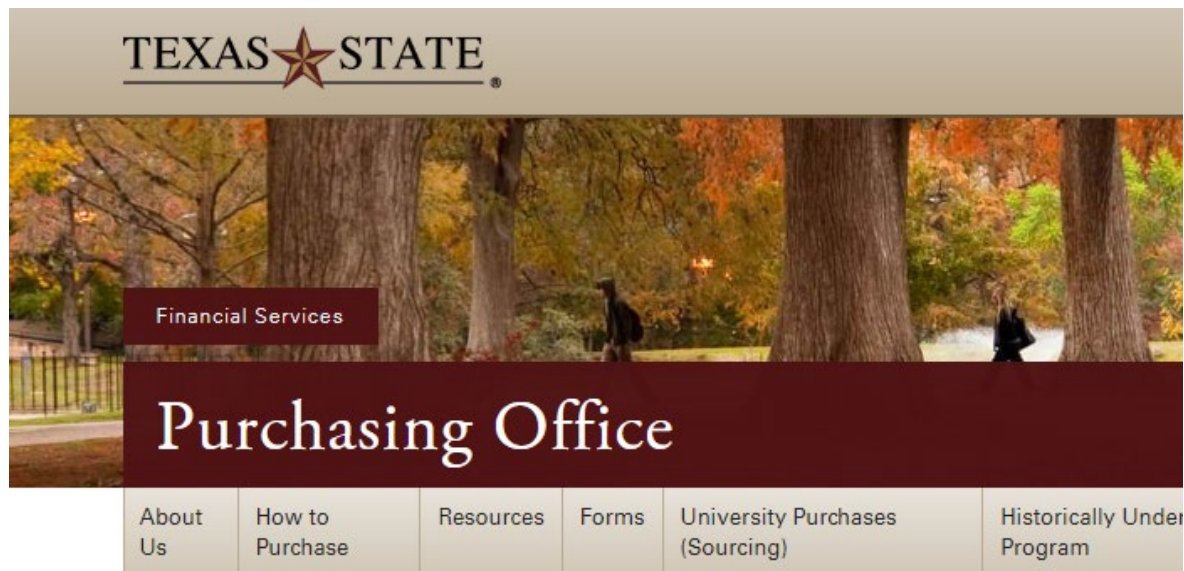 TEXAS STATE
®
Financial Services
Purchasing Office
About
Us
How to
Purchase
Resources
Forms
University Purchases
(Sourcing)
Historically Under
Program